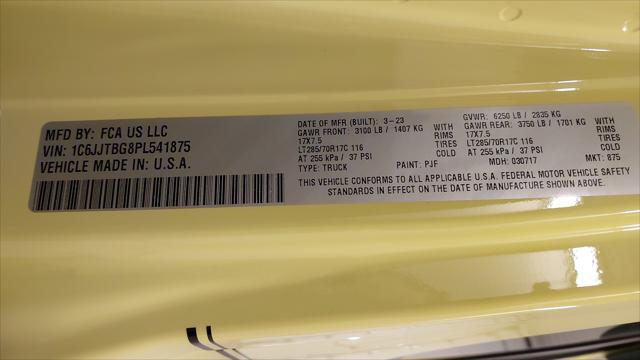 MFD BY: FCA US LLC
VIN: 1C6JJTBG8PL541875
VEHICLE MADE IN: U.S.A.
DATE OF MFR (BUILT): 3-23 GVWR: 6250 LB / 2835 KG
GAWR FRONT: 3100 LB / 1407 KG WITH GAWR REAR: 3750 LB / 1701 KG WITH
17X7.5 RIMS 17X7.5 RIMS
LT285/70R17C 116 TIRES LT285/70R17C 116 TIRES
AT 255 kPa / 37 PSI COLD AT 255 kPa / 37 PSI COLD
TYPE: TRUCK PAINT: PJF MDH: 030717 MKT: 875
THIS VEHICLE CONFORMS TO ALL APPLICABLE U.S.A. FEDERAL MOTOR VEHICLE SAFETY
STANDARDS IN EFFECT ON THE DATE OF MANUFACTURE SHOWN ABOVE.